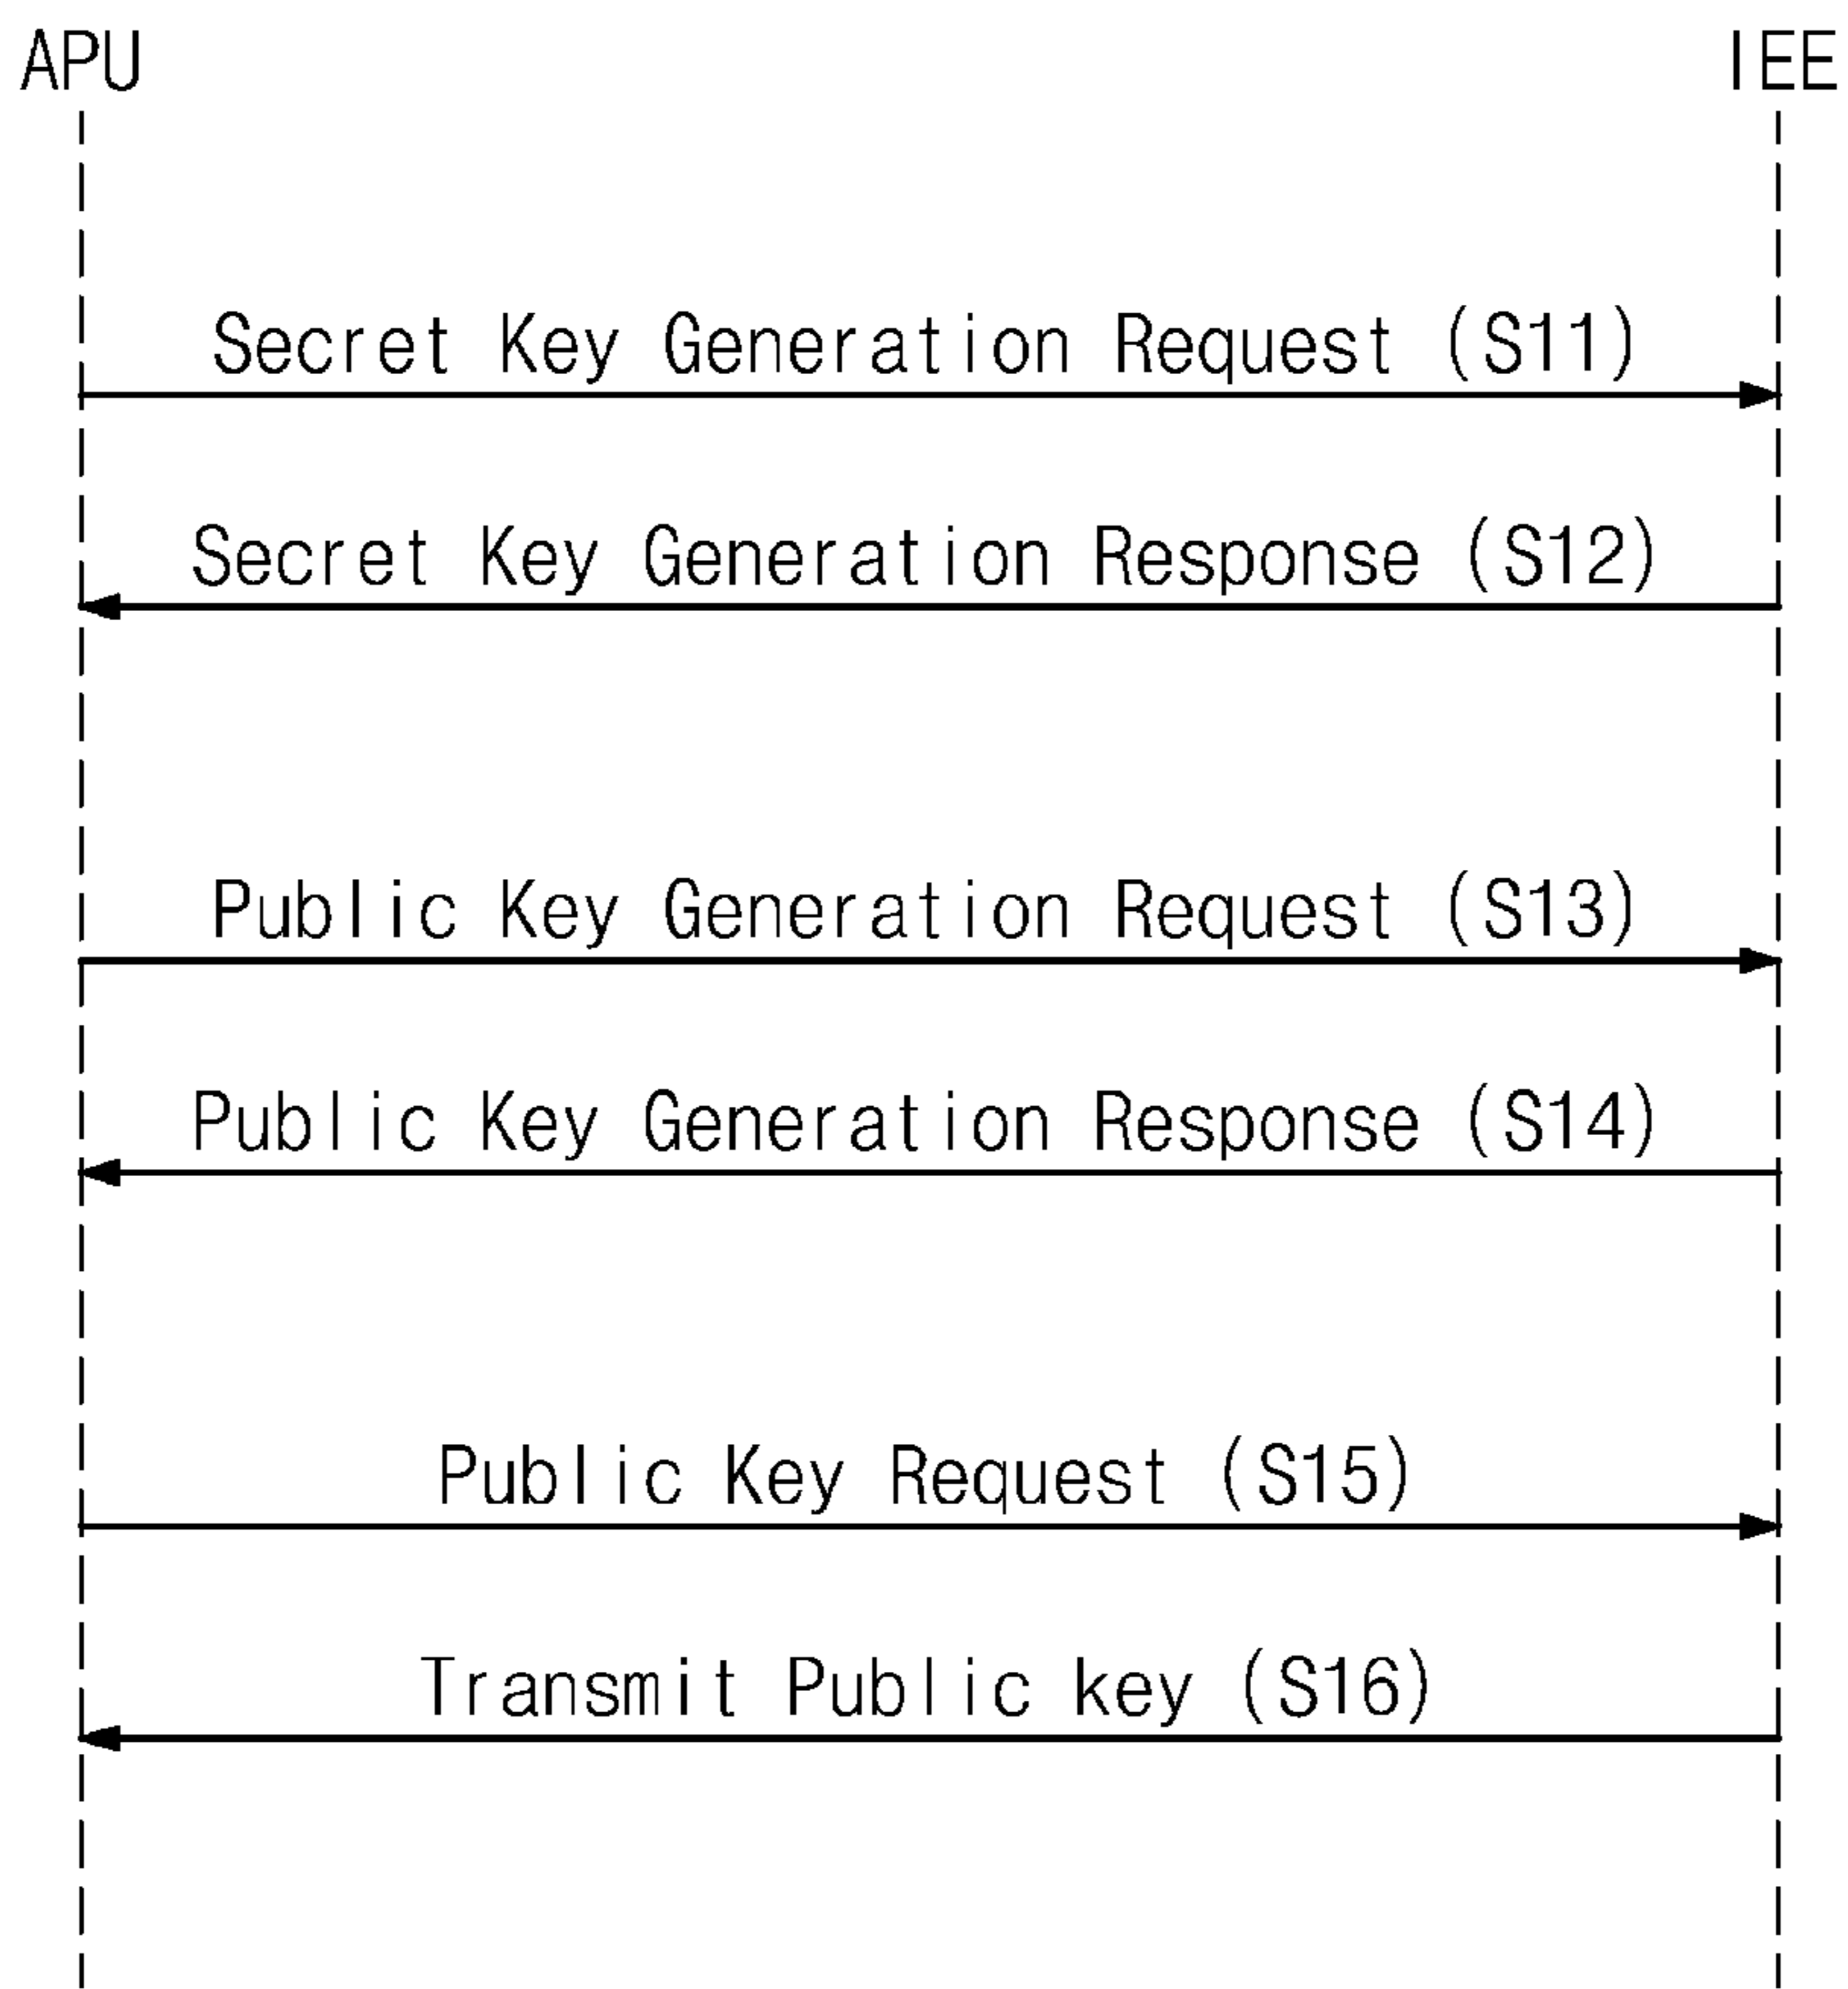 APU IEE
Secret Key Generation Request (S11)
Secret Key Generation Response (S12)
Public Key Generation Request (S13)
Public Key Generation Response (S14)
Public Key Request (S15)
Transmit Public key (S16)